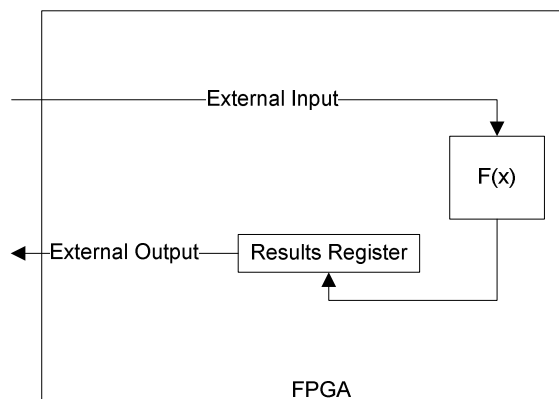 External Input
F(x)
External Output
Results Register
FPGA